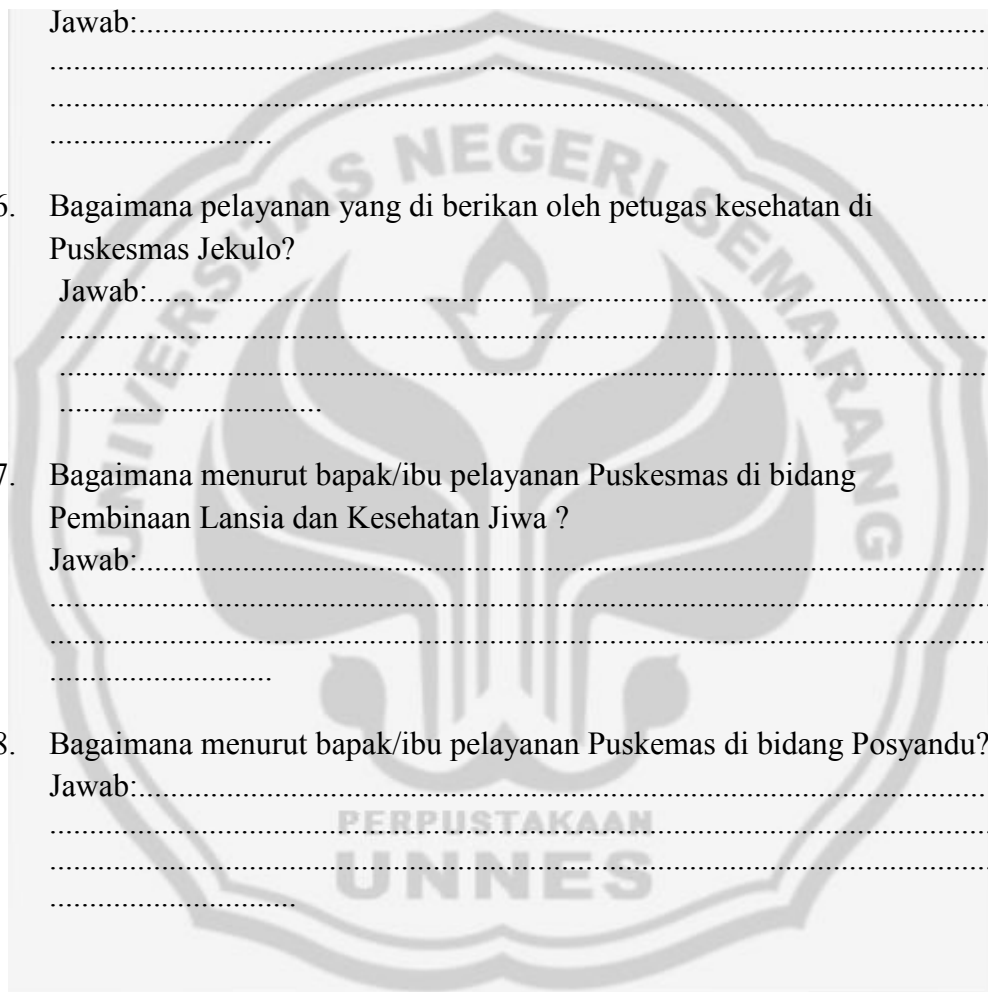 Jawab:..........................................................................................................
......................................................................................................................
......................................................................................................................
............................
6. Bagaimana pelayanan yang di berikan oleh petugas kesehatan di
Puskesmas Jekulo?
Jawab:.........................................................................................................
.....................................................................................................................
.....................................................................................................................
.................................
7. Bagaimana menurut bapak/ibu pelayanan Puskesmas di bidang
Pembinaan Lansia dan Kesehatan Jiwa ?
Jawab:..........................................................................................................
......................................................................................................................
......................................................................................................................
............................
8. Bagaimana menurut bapak/ibu pelayanan Puskemas di bidang Posyandu?
Jawab:..........................................................................................................
......................................................................................................................
......................................................................................................................
...............................
UNIVERSITAS NEGERI SEMARANG
PERPUSTAKAAN
UNNES